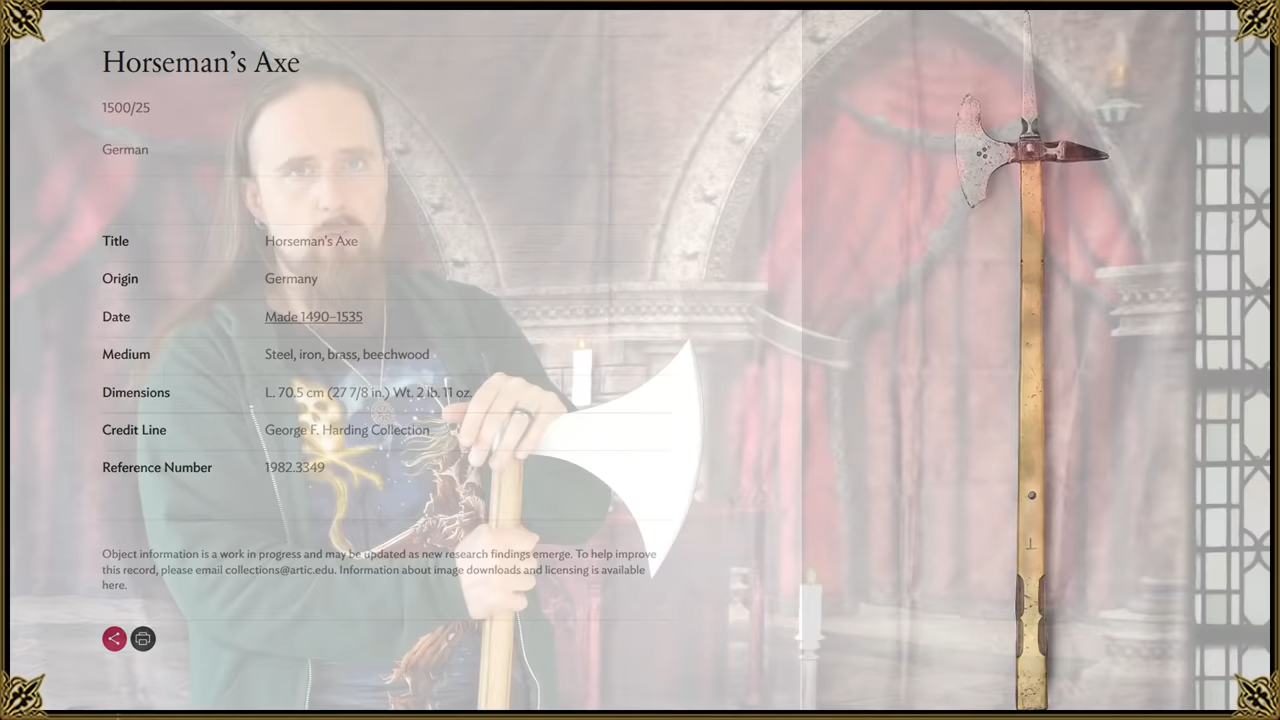 Horseman’s Axe
1500/25
German
Title Horseman's Axe
Origin Germany
Date Made 1490–1535
Medium Steel, iron, brass, beechwood
Dimensions L. 70.5 cm (27 7/8 in.) Wt. 2 lb. 11 oz.
Credit Line George F. Harding Collection
Reference Number 1982.3349
Object information is a work in progress and may be updated as new research findings emerge. To help improve
this record, please email collections@artic.edu. Information about image downloads and licensing is available
here.